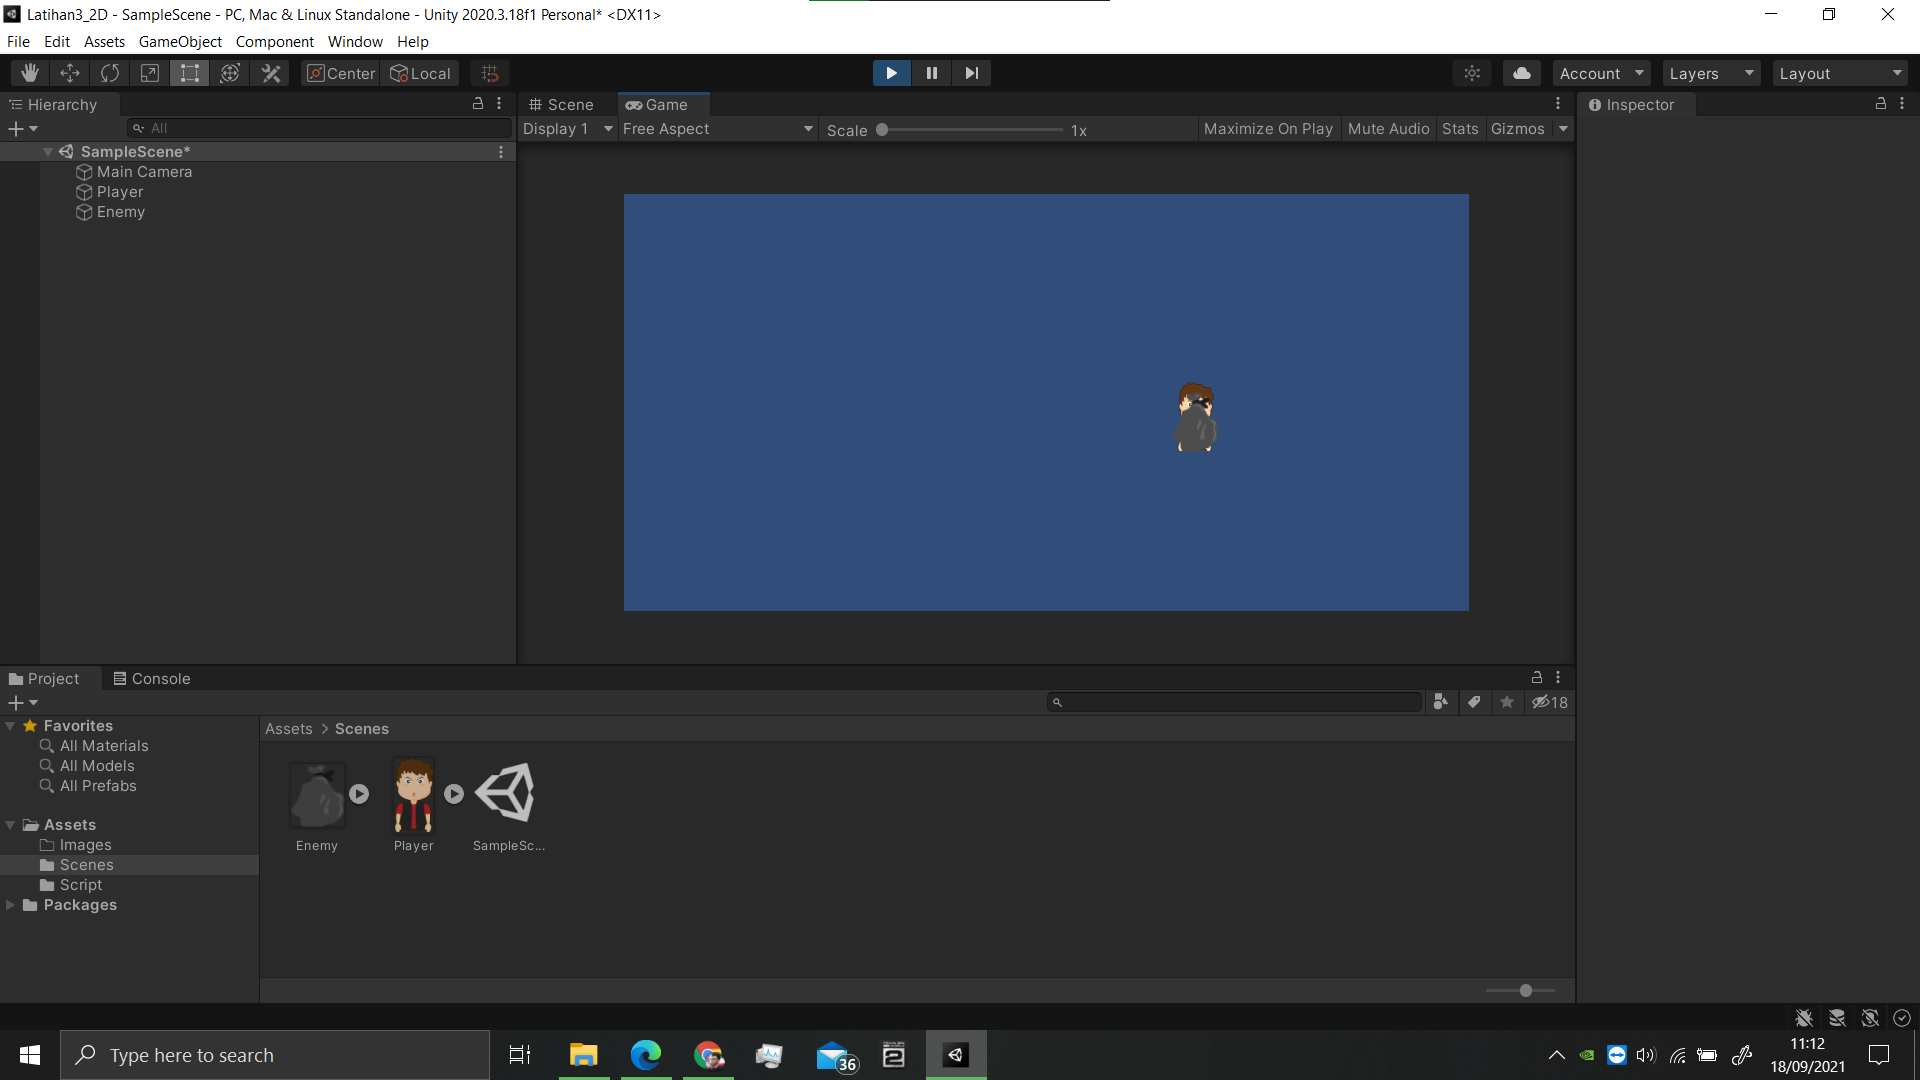 Latihan3_2D - SampleScene - PC, Mac & Linux Standalone - Unity 2020.3.18f1 Personal* <DX11>
File Edit Assets GameObject Component Window Help
Center Local Account Layers Layout
Hierarchy
All
SampleScene*
Main Camera
Player
Enemy
Scene Game
Display 1 Free Aspect Scale 1x Maximize On Play Mute Audio Stats Gizmos
Inspector
Project Console
18
Favorites
All Materials
All Models
All Prefabs
Assets
Images
Scenes
Script
Packages
Assets > Scenes
Enemy Player SampleSc...
Type here to search
36
2
11:12
18/09/2021